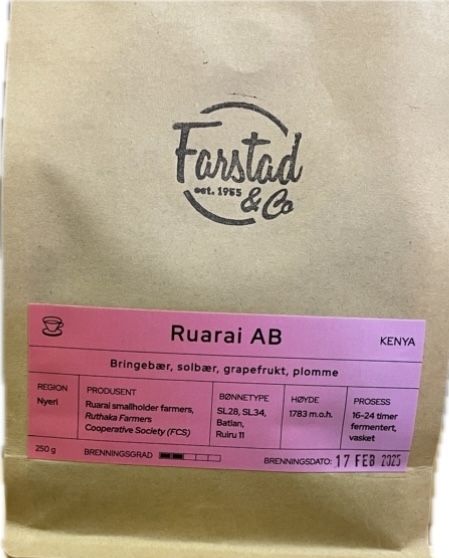 Farstad
est. 1955
& Co
Ruarai AB
KENYA
Bringebær, solbær, grapefrukt, plomme
REGION
Nyeri
PRODUSENT
Ruarai smallholder farmers,
Ruthaka Farmers
Cooperative Society (FCS)
BØNNETYPE
SL28, SL34,
Batian,
Ruiru 11
HØYDE
1783 m.o.h.
PROSESS
16-24 timer
fermentert,
vasket
250 g
BRENNINGSGRAD
BRENNINGSDATO: 17 FEB 2025